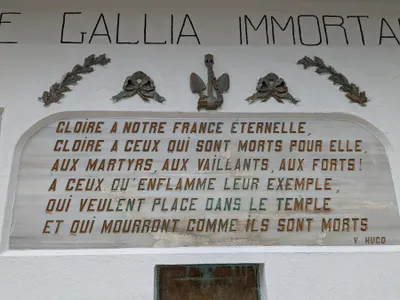 E GALLIA IMMORTA
GLOIRE A NOTRE FRANCE ÉTERNELLE,
GLOIRE A CEUX QUI SONT MORTS POUR ELLE,
AUX MARTYRS, AUX VAILLANTS, AUX FORTS!
A CEUX QU'ENFLAMME LEUR EXEMPLE,
QUI VEULENT PLACE DANS LE TEMPLE
ET QUI MOURRONT COMME ILS SONT MORTS
V. HUGO